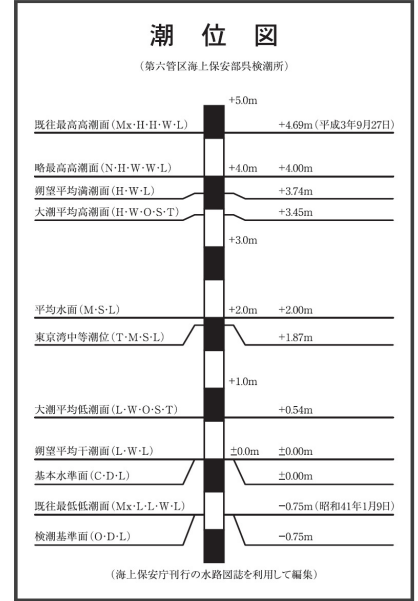 潮位図
(第六管区海上保安部呉検潮所)
+5.0m
既往最高高潮面(Mx·H·H·W·L) +4.69m(平成3年9月27日)
略最高高潮面(N·H·W·W·L) +4.0m +4.00m
朔望平均満潮面(H·W·L) +3.74m
大潮平均高潮面(H·W·O·S·T) +3.45m
+3.0m
平均水面(M·S·L) +2.0m +2.00m
東京湾中等潮位(T·M·S·L) +1.87m
+1.0m
大潮平均低潮面(L·W·O·S·T) +0.54m
朔望平均干潮面(L·W·L) ±0.0m ±0.00m
基本水準面(C·D·L) ±0.00m
既往最低低潮面(Mx·L·L·W·L) −0.75m(昭和41年1月9日)
検潮基準面(O·D·L) −0.75m
(海上保安庁刊行の水路図誌を利用して編集)